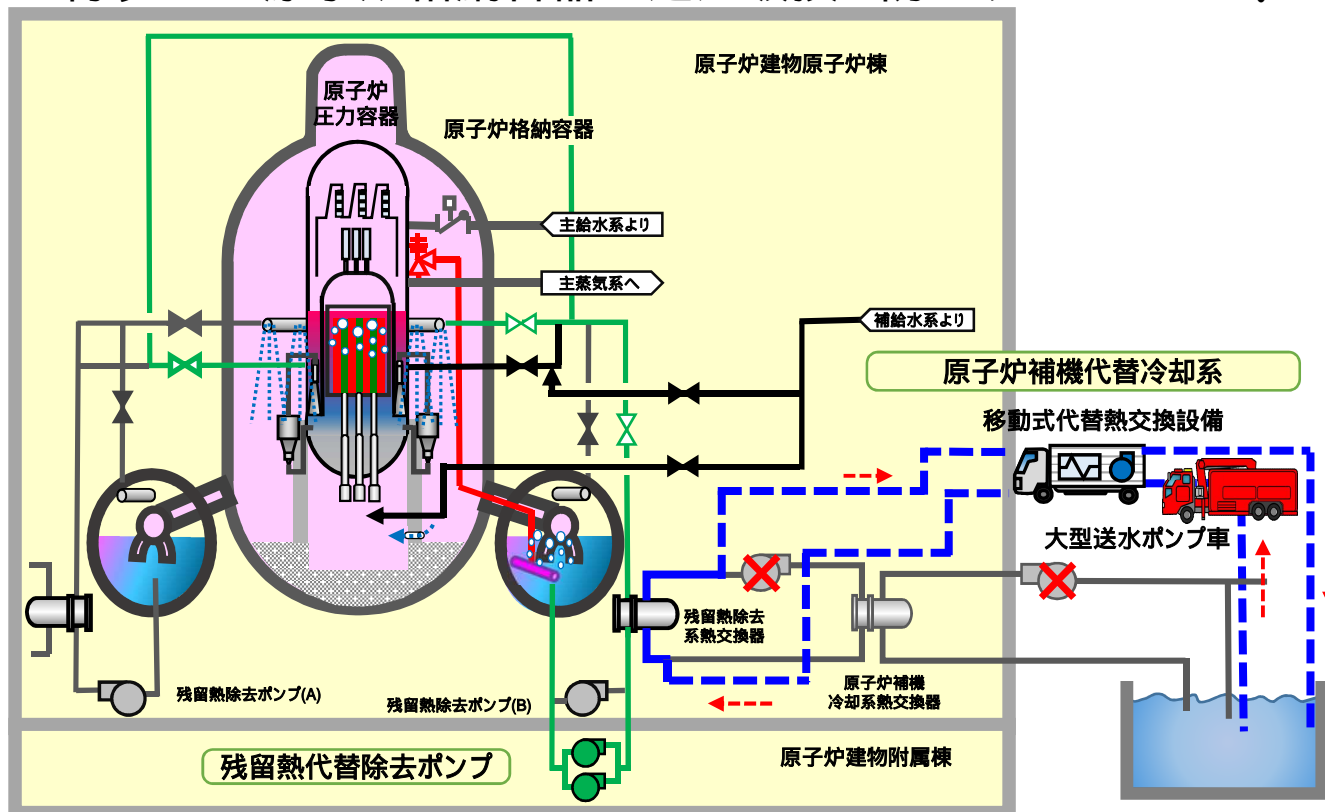 原子炉建物原子炉棟
原子炉
圧力容器
原子炉格納容器
主給水系より
主蒸気系へ
補給水系より
原子炉補機代替冷却系
移動式代替熱交換設備
大型送水ポンプ車
残留熱除去
系熱交換器
残留熱除去ポンプ(A)
残留熱除去ポンプ(B)
原子炉補機
冷却系熱交換器
残留熱代替除去ポンプ
原子炉建物附属棟